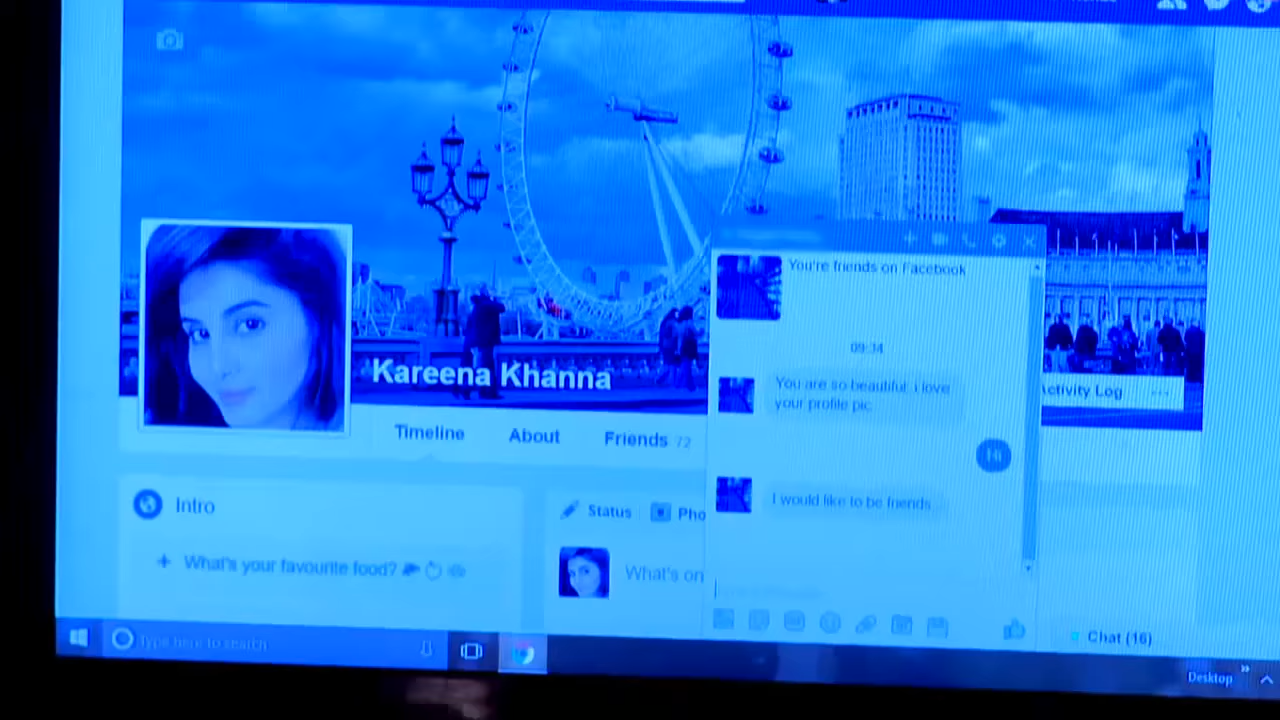 You're friends on Facebook
09:34
You are so beautiful. i love
your profile pic
Hi
I would like to be friends
Kareena Khanna
Activity Log
Timeline
About
Friends 72
Intro
Status
Pho
What's your favourite food?
What's on
Type here to search
Chat (16)
Desktop